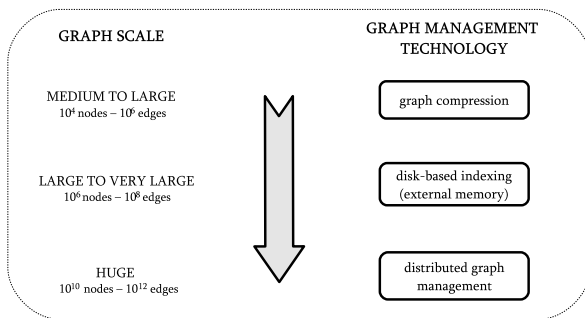 GRAPH SCALE
GRAPH MANAGEMENT
TECHNOLOGY
MEDIUM TO LARGE
10⁴ nodes – 10⁶ edges
graph compression
LARGE TO VERY LARGE
10⁶ nodes – 10⁸ edges
disk-based indexing
(external memory)
HUGE
10¹⁰ nodes – 10¹² edges
distributed graph
management